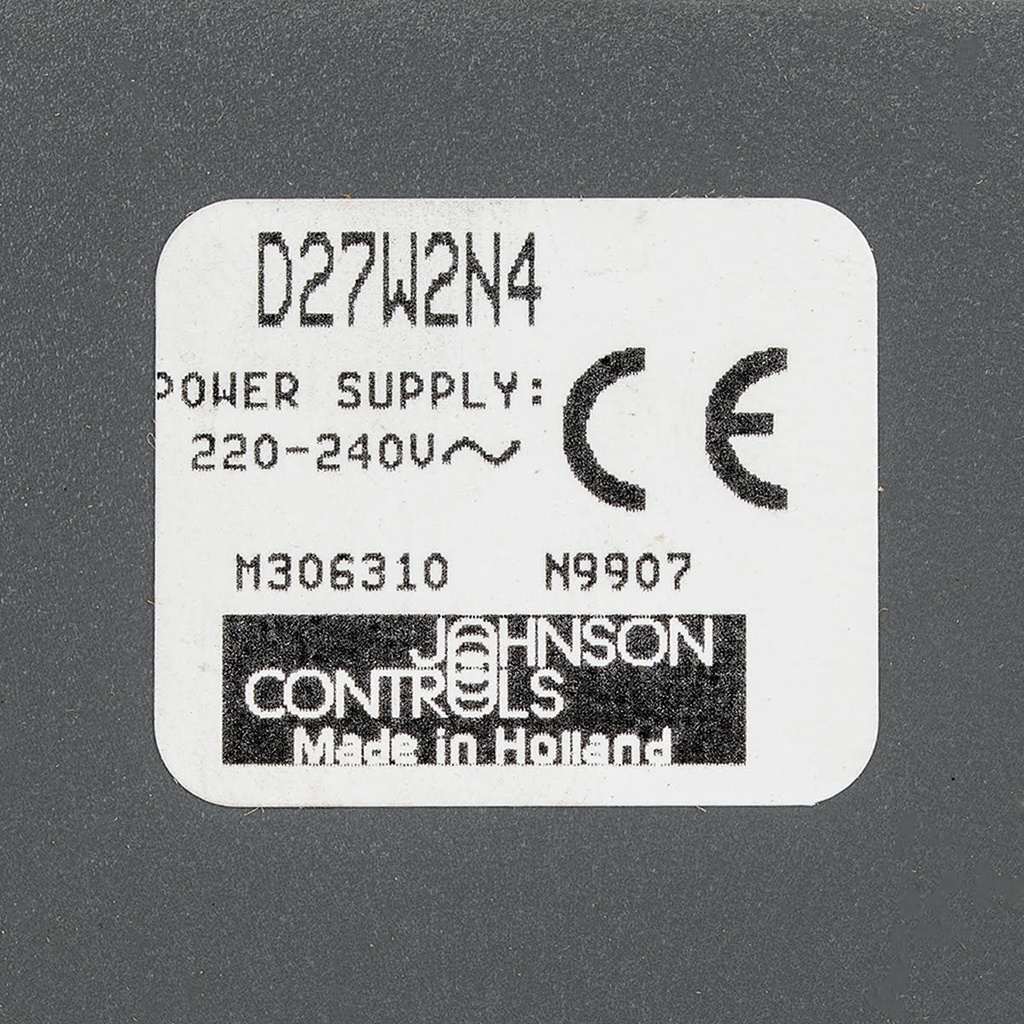 D27W2N4
POWER SUPPLY:
220-240V~
CE
M306310 N9907
JOHNSON
CONTROLS
Made in Holland